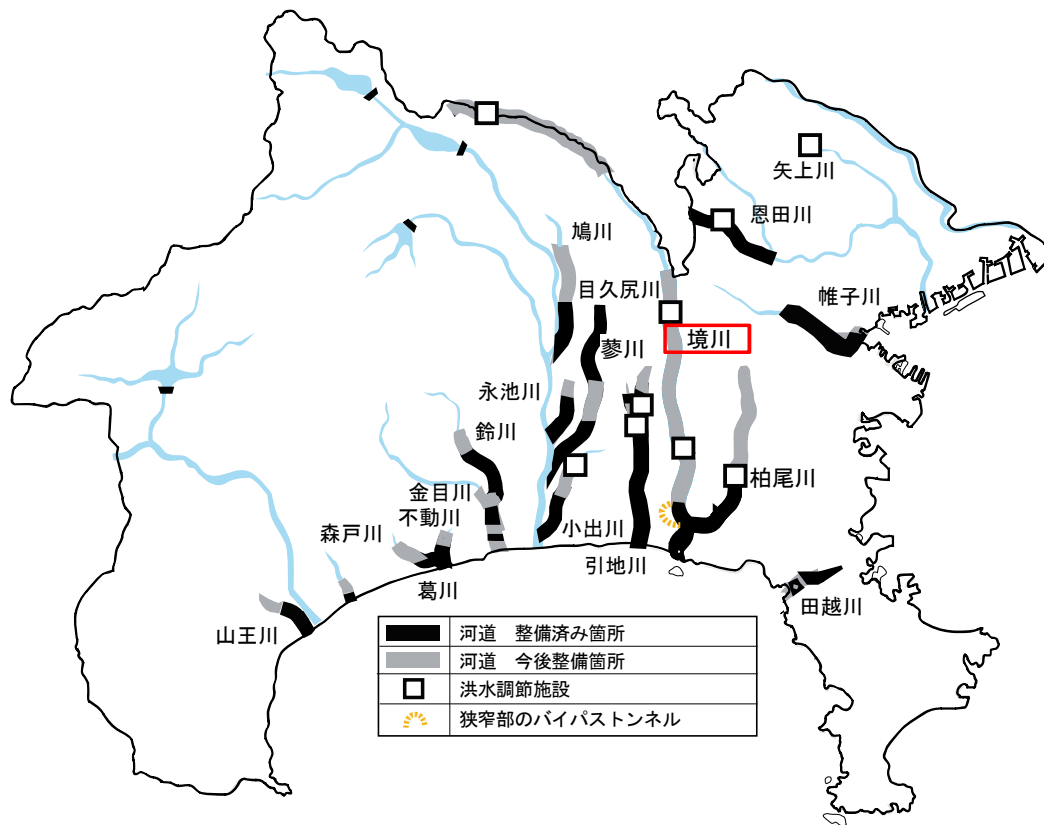 矢上川
恩田川
鳩川
目久尻川
帷子川
境川
蓼川
永池川
鈴川
柏尾川
金目川
不動川
森戸川
小出川
引地川
葛川
田越川
山王川
河道　整備済み箇所
河道　今後整備箇所
洪水調節施設
狭窄部のバイパストンネル